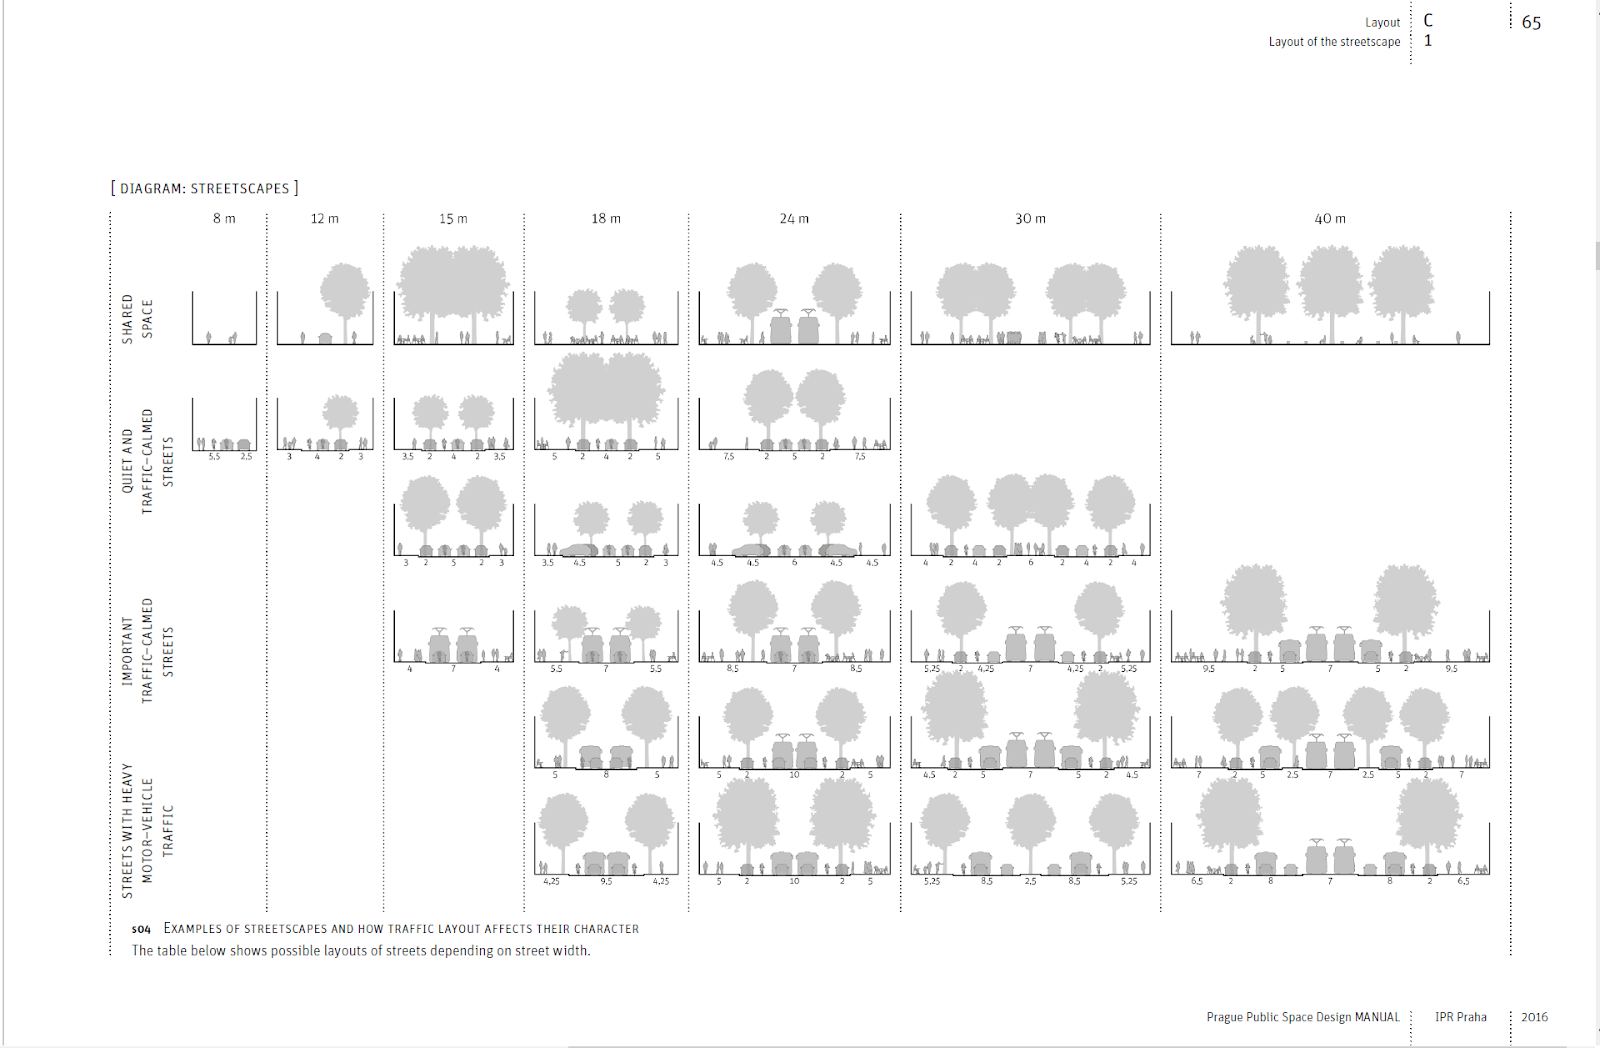 Layout C 65
Layout of the streetscape 1
[ DIAGRAM: STREETSCAPES ]
8 m 12 m 15 m 18 m 24 m 30 m 40 m
SHARED
SPACE
QUIET AND
TRAFFIC-CALMED
STREETS
5,5 2,5 3 4 2 3 3,5 2 4 2 3,5 5 2 4 2 5 7,5 2 5 2 7,5
3 2 5 2 3 3,5 4,5 5 2 3 4,5 4,5 6 4,5 4,5 4 2 4 2 6 2 4 2 4
IMPORTANT
TRAFFIC-CALMED
STREETS
4 7 4 5,5 7 5,5 8,5 7 8,5 5,25 2 4,25 7 4,25 2 5,25 9,5 2 5 7 5 2 9,5
5 8 5 5 2 10 2 5 4,5 2 5 7 5 2 4,5 7 2 5 2,5 7 2,5 5 2 7
STREETS WITH HEAVY
MOTOR-VEHICLE
TRAFFIC
4,25 9,5 4,25 5 2 10 2 5 5,25 8,5 2,5 8,5 5,25 6,5 2 8 7 8 2 6,5
s04 EXAMPLES OF STREETSCAPES AND HOW TRAFFIC LAYOUT AFFECTS THEIR CHARACTER
The table below shows possible layouts of streets depending on street width.
Prague Public Space Design MANUAL IPR Praha 2016